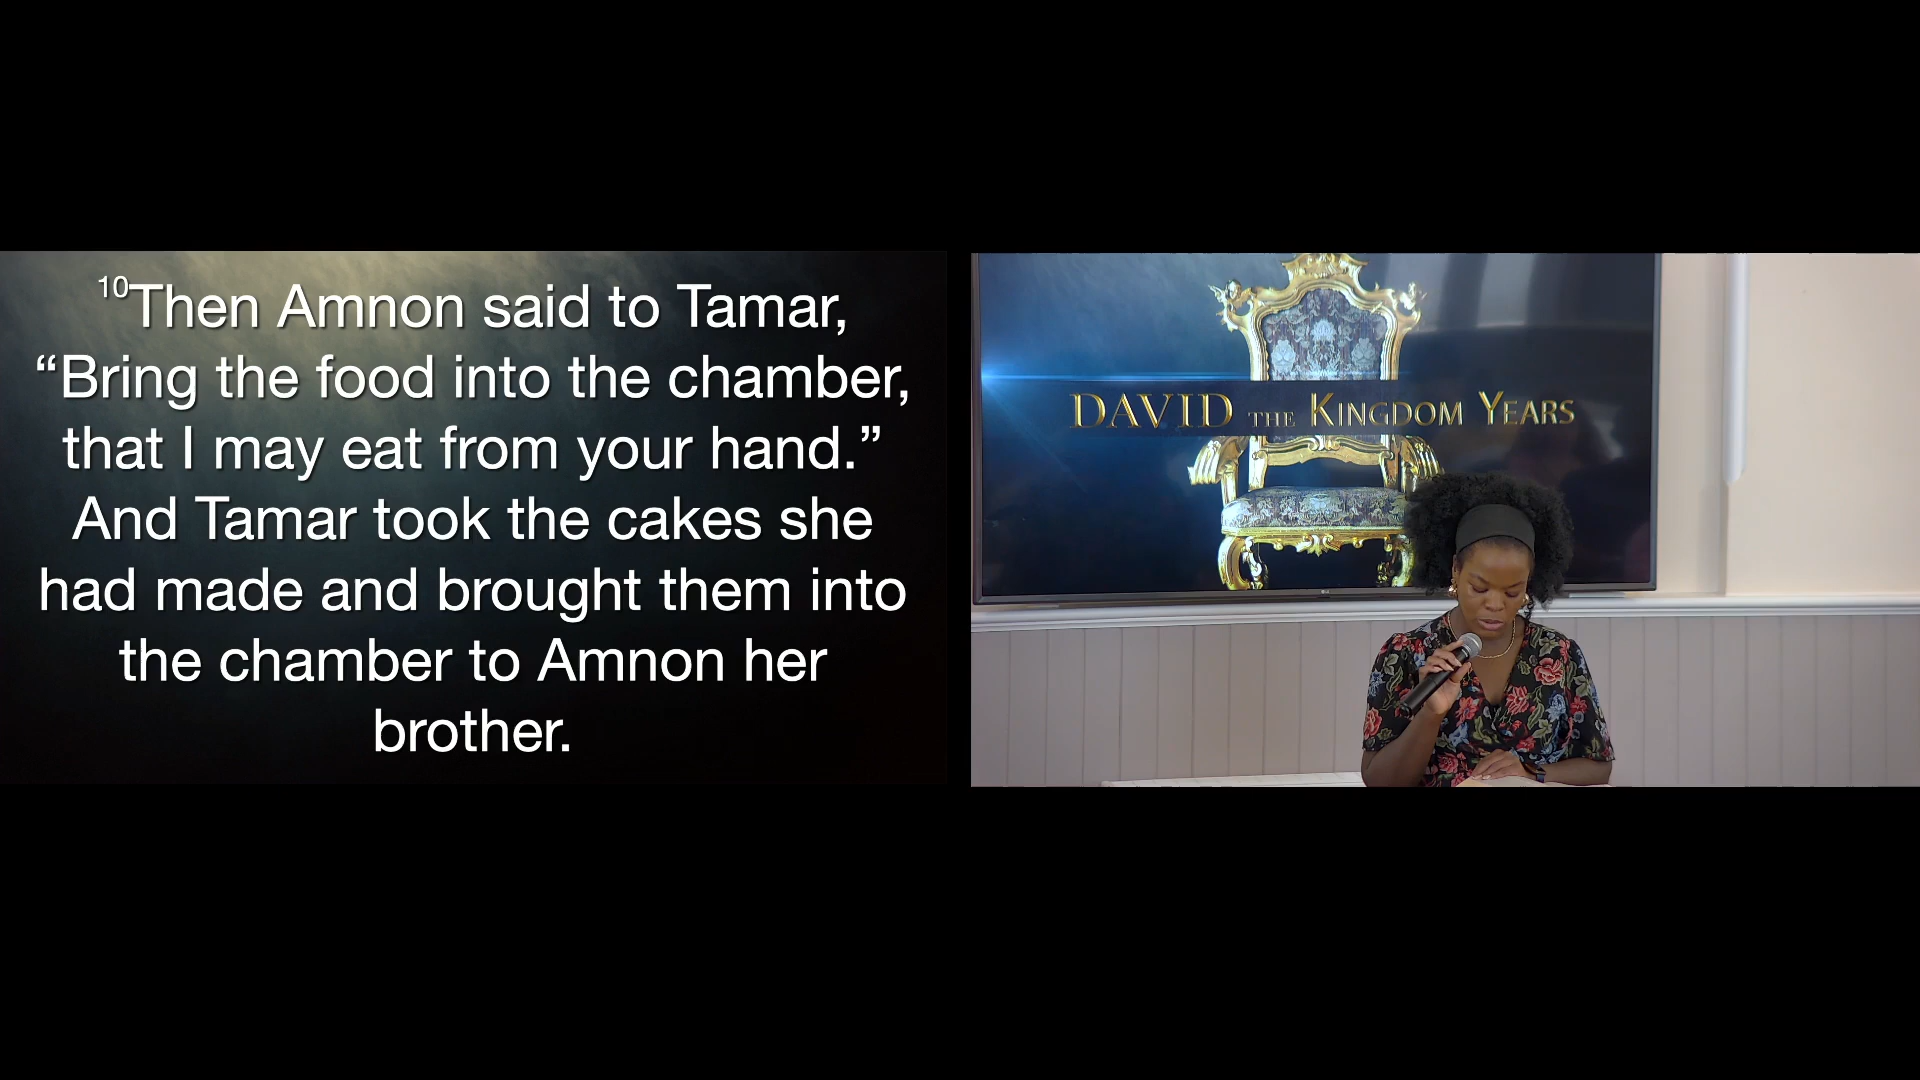 10Then Amnon said to Tamar,
“Bring the food into the chamber,
that I may eat from your hand.”
And Tamar took the cakes she
had made and brought them into
the chamber to Amnon her
brother.
DAVID THE KINGDOM YEARS